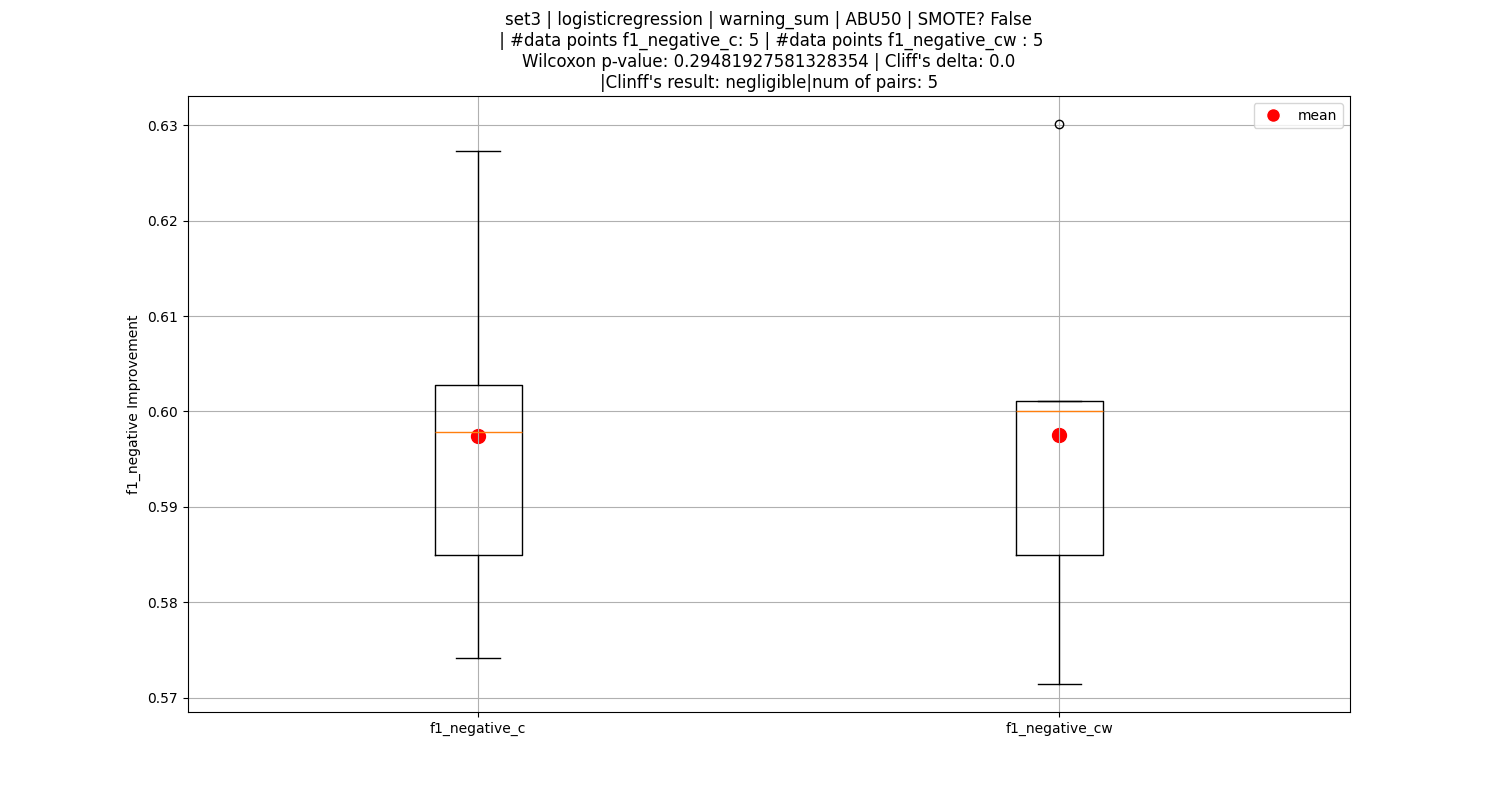 set3 | logisticregression | warning_sum | ABU50 | SMOTE? False
| #data points f1_negative_c: 5 | #data points f1_negative_cw : 5
Wilcoxon p-value: 0.29481927581328354 | Cliff's delta: 0.0
|Clinff's result: negligible|num of pairs: 5
mean
0.63
0.62
0.61
0.60
0.59
0.58
0.57
f1_negative Improvement
f1_negative_c
f1_negative_cw